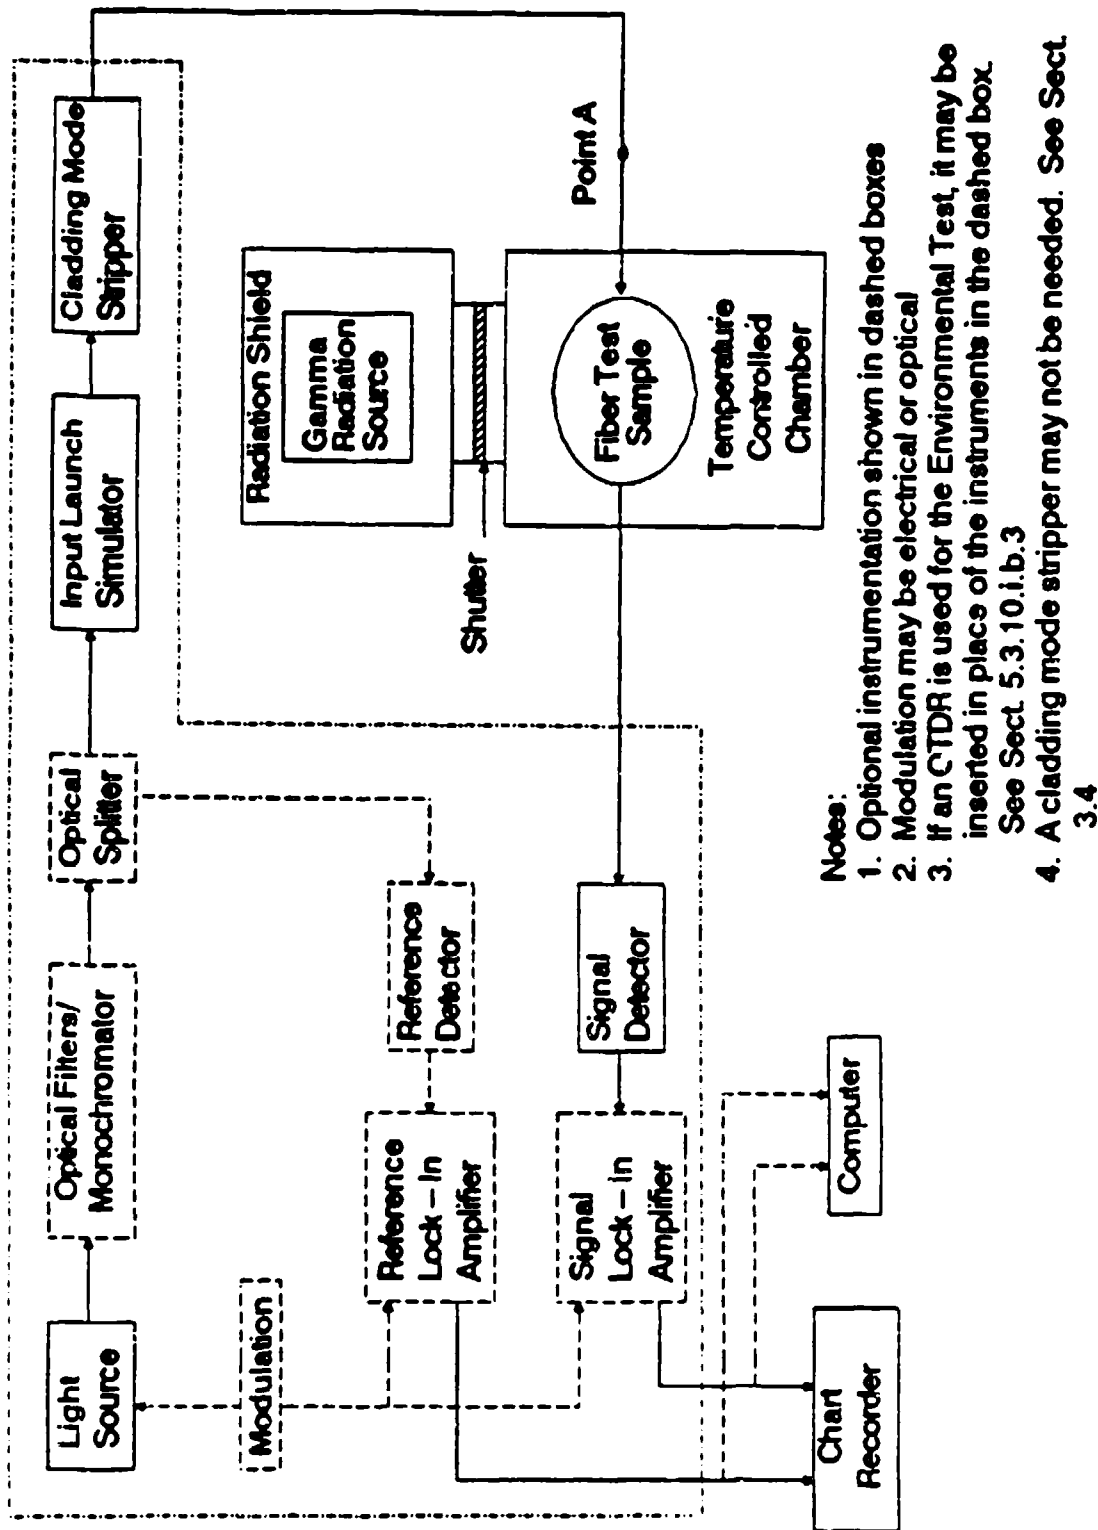 Light
Source
Optical Filters/
Monochromator
Optical
Splitter
Input Launch
Simulator
Cladding Mode
Stripper
Modulation
Reference
Lock-In
Amplifier
Reference
Detector
Signal
Lock-In
Amplifier
Signal
Detector
Radiation Shield
Gamma
Radiation
Source
Shutter
Fiber Test
Sample
Temperature
Controlled
Chamber
Point A
Chart
Recorder
Computer
Notes:
1. Optional instrumentation shown in dashed boxes
2. Modulation may be electrical or optical
3. If an OTDR is used for the Environmental Test, it may be
inserted in place of the instruments in the dashed box.
See Sect. 5.3.10.i.b.3
4. A cladding mode stripper may not be needed. See Sect.
3.4